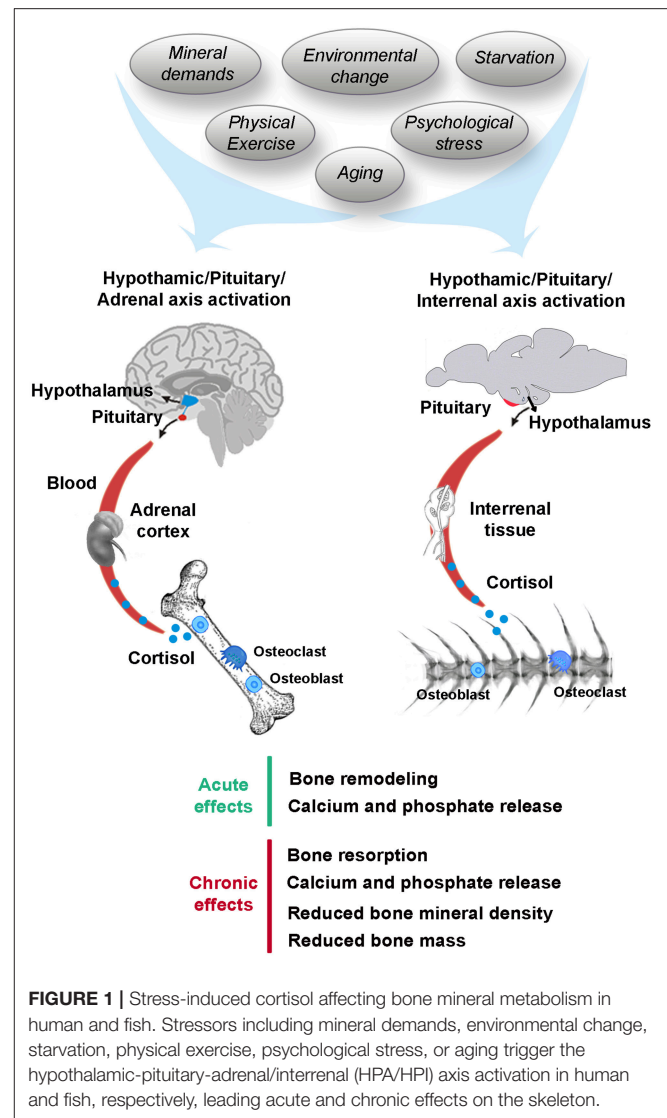 Mineral
demands
Environmental
change
Starvation
Physical
Exercise
Psychological
stress
Aging
Hypothamic/Pituitary/
Adrenal axis activation
Hypothamic/Pituitary/
Interrenal axis activation
Hypothalamus
Pituitary
Blood
Adrenal
cortex
Cortisol
Osteoclast
Osteoblast
Pituitary
Hypothalamus
Interrenal
tissue
Cortisol
Osteoblast
Osteoclast
Acute
effects
Bone remodeling
Calcium and phosphate release
Chronic
effects
Bone resorption
Calcium and phosphate release
Reduced bone mineral density
Reduced bone mass
FIGURE 1 | Stress-induced cortisol affecting bone mineral metabolism in
human and fish. Stressors including mineral demands, environmental change,
starvation, physical exercise, psychological stress, or aging trigger the
hypothalamic-pituitary-adrenal/interrenal (HPA/HPI) axis activation in human
and fish, respectively, leading acute and chronic effects on the skeleton.